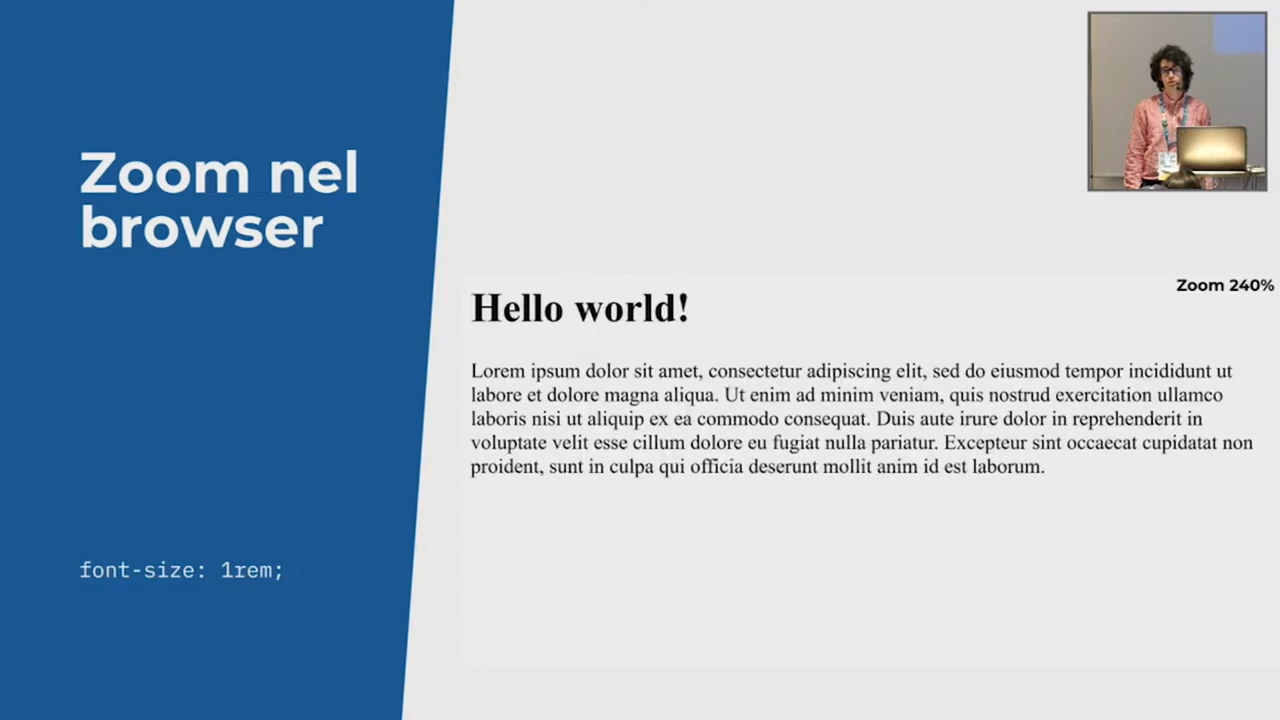 Zoom nel
browser
font-size: 1rem;
Zoom 240%
Hello world!
Lorem ipsum dolor sit amet, consectetur adipiscing elit, sed do eiusmod tempor incididunt ut
labore et dolore magna aliqua. Ut enim ad minim veniam, quis nostrud exercitation ullamco
laboris nisi ut aliquip ex ea commodo consequat. Duis aute irure dolor in reprehenderit in
voluptate velit esse cillum dolore eu fugiat nulla pariatur. Excepteur sint occaecat cupidatat non
proident, sunt in culpa qui officia deserunt mollit anim id est laborum.